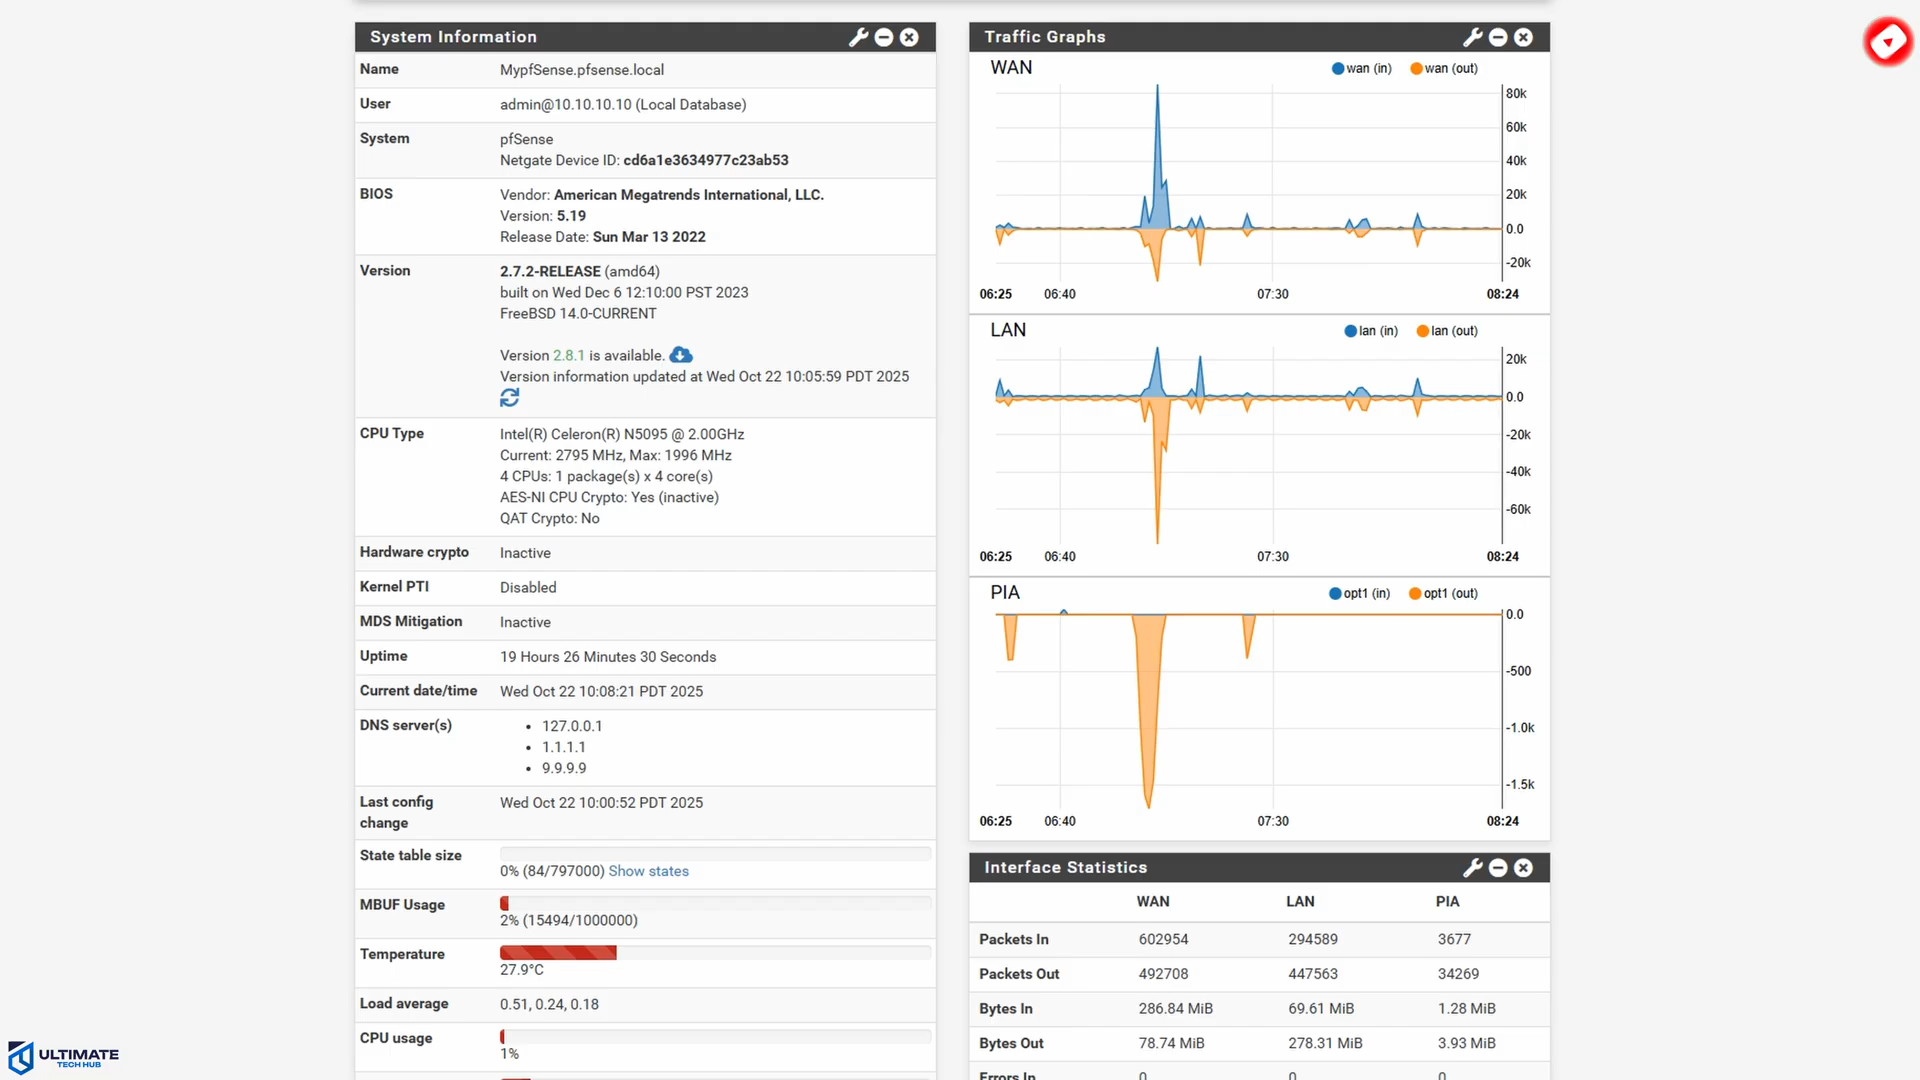 System Information
Name
MypfSense.pfsense.local
User
admin@10.10.10.10 (Local Database)
System
pfSense
Netgate Device ID: cd6a1e3634977c23ab53
BIOS
Vendor: American Megatrends International, LLC.
Version: 5.19
Release Date: Sun Mar 13 2022
Version
2.7.2-RELEASE (amd64)
built on Wed Dec 6 12:10:00 PST 2023
FreeBSD 14.0-CURRENT
Version 2.8.1 is available.
Version information updated at Wed Oct 22 10:05:59 PDT 2025
CPU Type
Intel(R) Celeron(R) N5095 @ 2.00GHz
Current: 2795 MHz, Max: 1996 MHz
4 CPUs: 1 package(s) x 4 core(s)
AES-NI CPU Crypto: Yes (inactive)
QAT Crypto: No
Hardware crypto
Inactive
Kernel PTI
Disabled
MDS Mitigation
Inactive
Uptime
19 Hours 26 Minutes 30 Seconds
Current date/time
Wed Oct 22 10:08:21 PDT 2025
DNS server(s)
127.0.0.1
1.1.1.1
9.9.9.9
Last config
change
Wed Oct 22 10:00:52 PDT 2025
State table size
0% (84/797000) Show states
MBUF Usage
2% (15494/1000000)
Temperature
27.9°C
Load average
0.51, 0.24, 0.18
CPU usage
1%
Traffic Graphs
WAN
wan (in) wan (out)
80k
60k
40k
20k
0.0
-20k
06:25 06:40 07:30 08:24
LAN
lan (in) lan (out)
20k
0.0
-20k
-40k
-60k
06:25 06:40 07:30 08:24
PIA
opt1 (in) opt1 (out)
0.0
-500
-1.0k
-1.5k
06:25 06:40 07:30 08:24
Interface Statistics
WAN LAN PIA
Packets In 602954 294589 3677
Packets Out 492708 447563 34269
Bytes In 286.84 MiB 69.61 MiB 1.28 MiB
Bytes Out 78.74 MiB 278.31 MiB 3.93 MiB
Errors In 0 0 0
ULTIMATE
TECH HUB